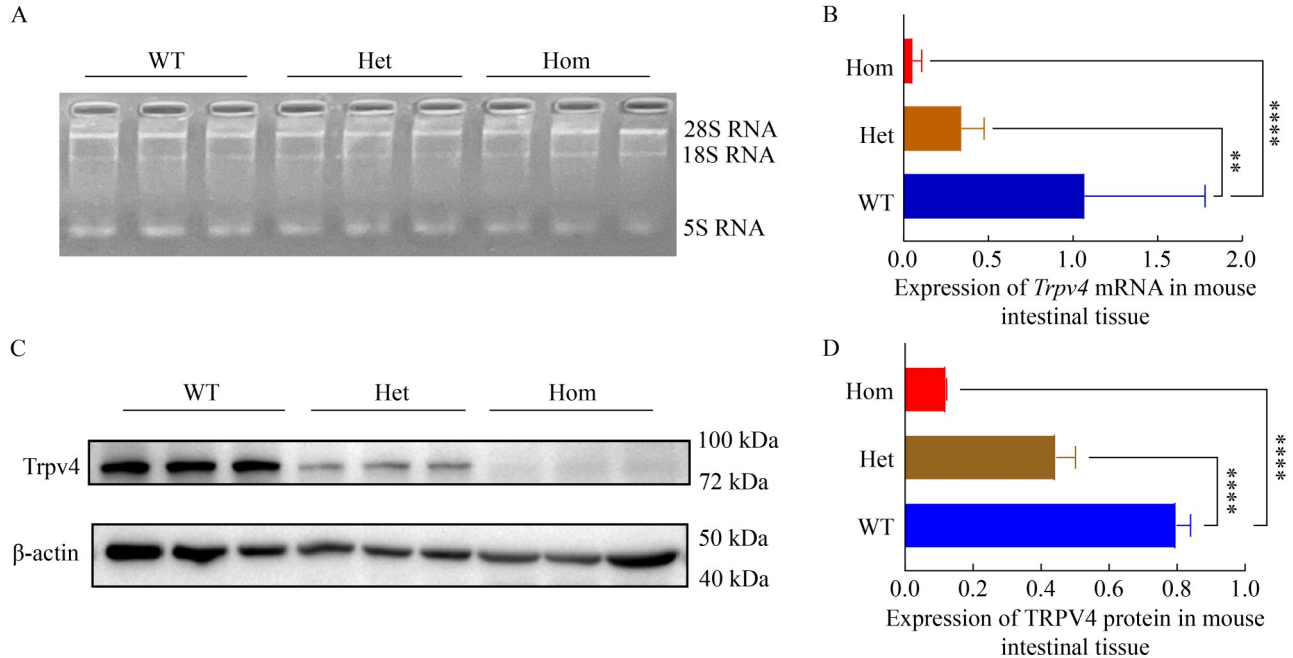 A
WT Het Hom
28S RNA
18S RNA
5S RNA
B
Hom
Het
WT
****
**
0.0 0.5 1.0 1.5 2.0
Expression of Trpv4 mRNA in mouse
intestinal tissue
C
WT Het Hom
Trpv4
100 kDa
72 kDa
β-actin
50 kDa
40 kDa
D
Hom
Het
WT
****
****
0.0 0.2 0.4 0.6 0.8 1.0
Expression of TRPV4 protein in mouse
intestinal tissue